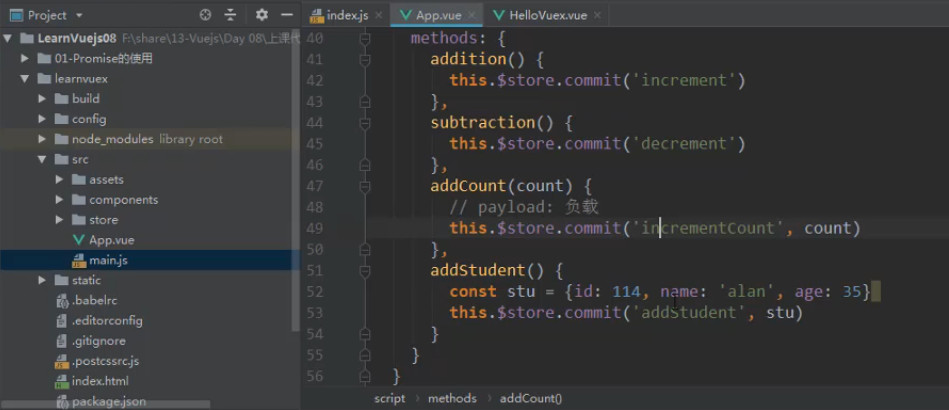 Project
index.js
App.vue
HelloVuex.vue
LearnVuejs08 F:\share\13-Vuejs\Day 08\上课代
01-Promise的使用
learnvuex
build
config
node_modules library root
src
assets
components
store
App.vue
main.js
static
.babelrc
.editorconfig
.gitignore
.postcssrc.js
index.html
package.json
40 methods: {
41 addition() {
42 this.$store.commit('increment')
43 },
44 subtraction() {
45 this.$store.commit('decrement')
46 },
47 addCount(count) {
48 // payload: 负载
49 this.$store.commit('incrementCount', count)
50 },
51 addStudent() {
52 const stu = {id: 114, name: 'alan', age: 35}
53 this.$store.commit('addStudent', stu)
54 }
55 }
56 }
script › methods › addCount()